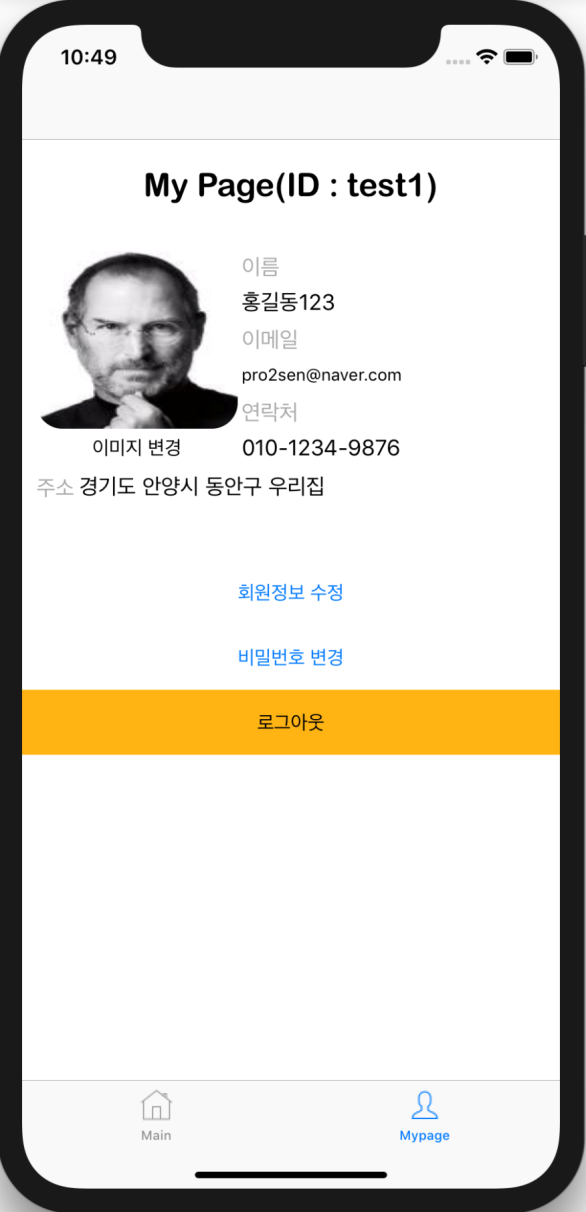 10:49
My Page(ID : test1)
이름
홍길동123
이메일
pro2sen@naver.com
연락처
이미지 변경
010-1234-9876
주소 경기도 안양시 동안구 우리집
회원정보 수정
비밀번호 변경
로그아웃
Main
Mypage